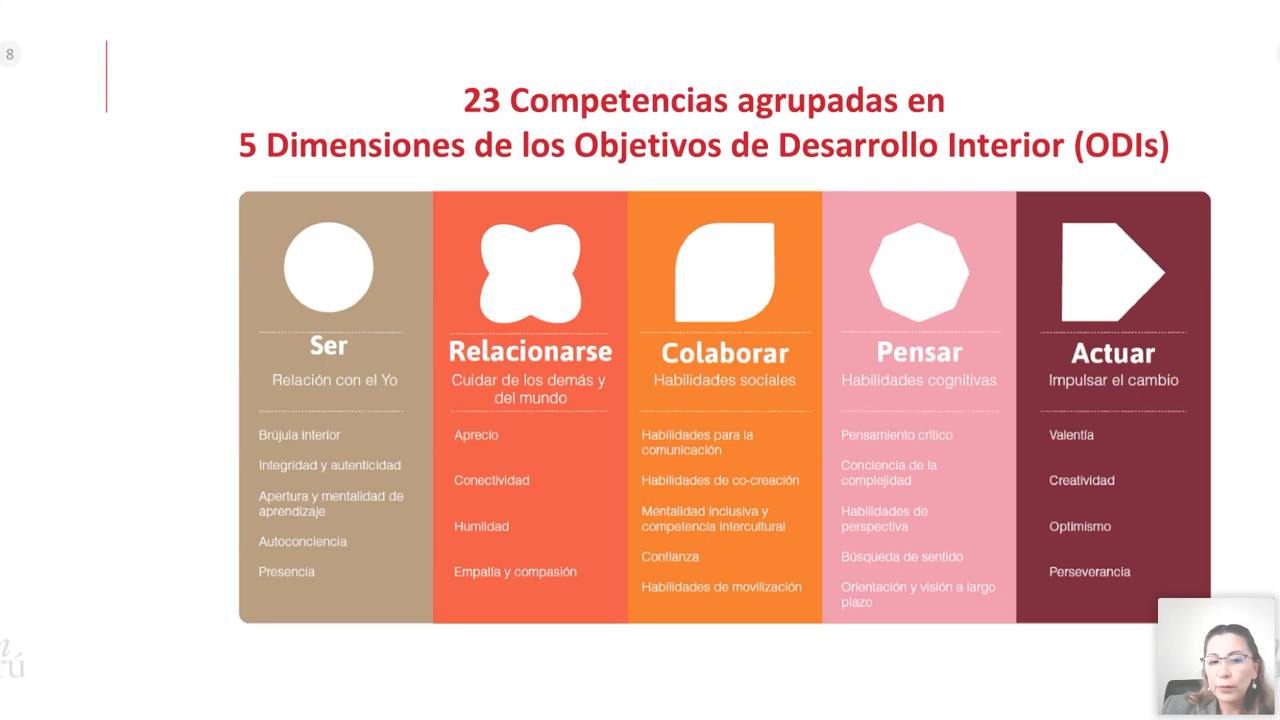 8
23 Competencias agrupadas en
5 Dimensiones de los Objetivos de Desarrollo Interior (ODIs)
Ser
Relación con el Yo
Brújula interior
Integridad y autenticidad
Apertura y mentalidad de
aprendizaje
Autoconciencia
Presencia
Relacionarse
Cuidar de los demás y
del mundo
Aprecio
Conectividad
Humildad
Empatía y compasión
Colaborar
Habilidades sociales
Habilidades para la
comunicación
Habilidades de co-creación
Mentalidad inclusiva y
competencia intercultural
Confianza
Habilidades de movilización
Pensar
Habilidades cognitivas
Pensamiento crítico
Conciencia de la
complejidad
Habilidades de
perspectiva
Búsqueda de sentido
Orientación y visión a largo
plazo
Actuar
Impulsar el cambio
Valentía
Creatividad
Optimismo
Perseverancia